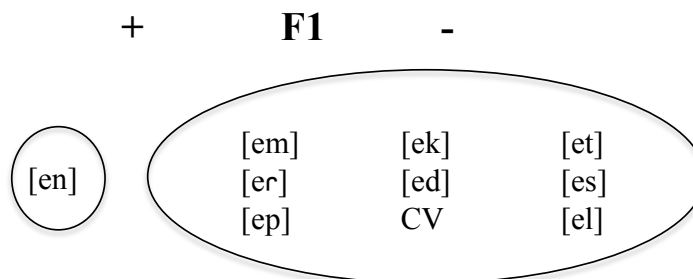 + F1 -
[em] [ek] [et]
[en] [eɾ] [ed] [es]
[ep] CV [el]